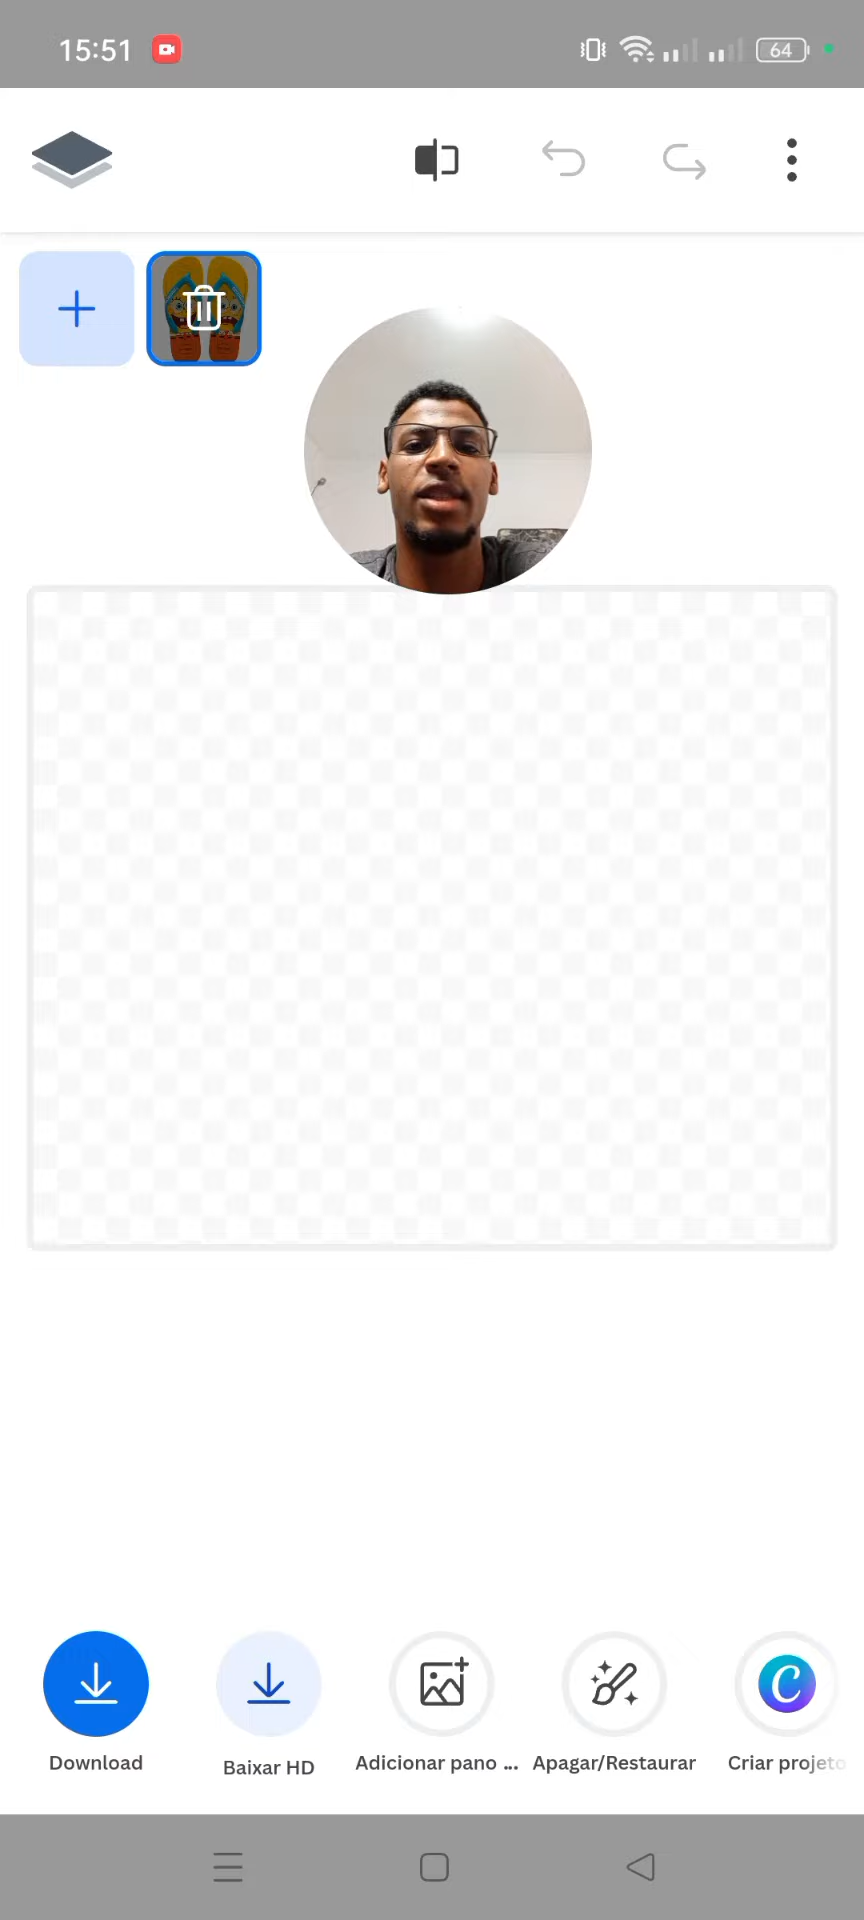 15:51
64
Download
Baixar HD
Adicionar pano ...
Apagar/Restaurar
Criar projeto